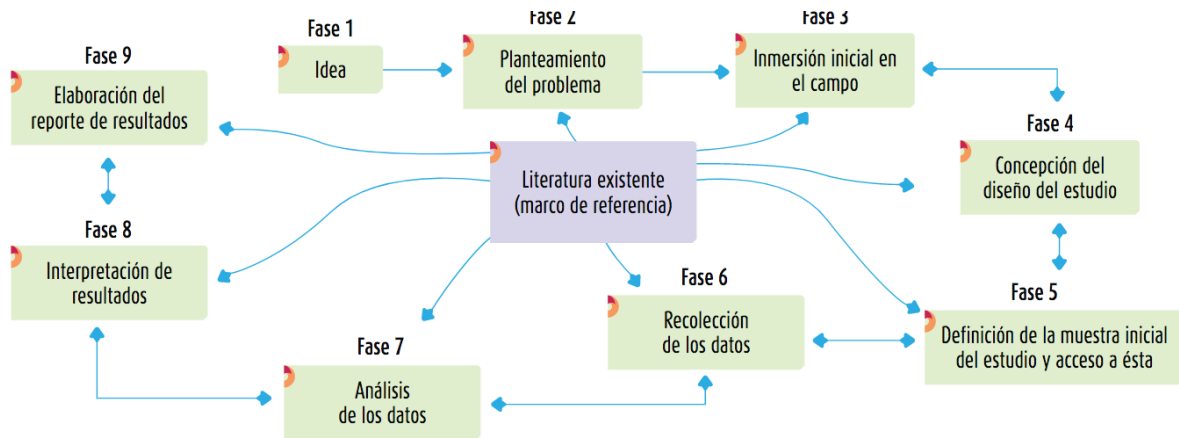 Fase 1
Idea
Fase 2
Planteamiento
del problema
Fase 3
Inmersión inicial en
el campo
Fase 4
Concepción del
diseño del estudio
Fase 5
Definición de la muestra inicial
del estudio y acceso a ésta
Fase 6
Recolección
de los datos
Fase 7
Análisis
de los datos
Fase 8
Interpretación de
resultados
Fase 9
Elaboración del
reporte de resultados
Literatura existente
(marco de referencia)